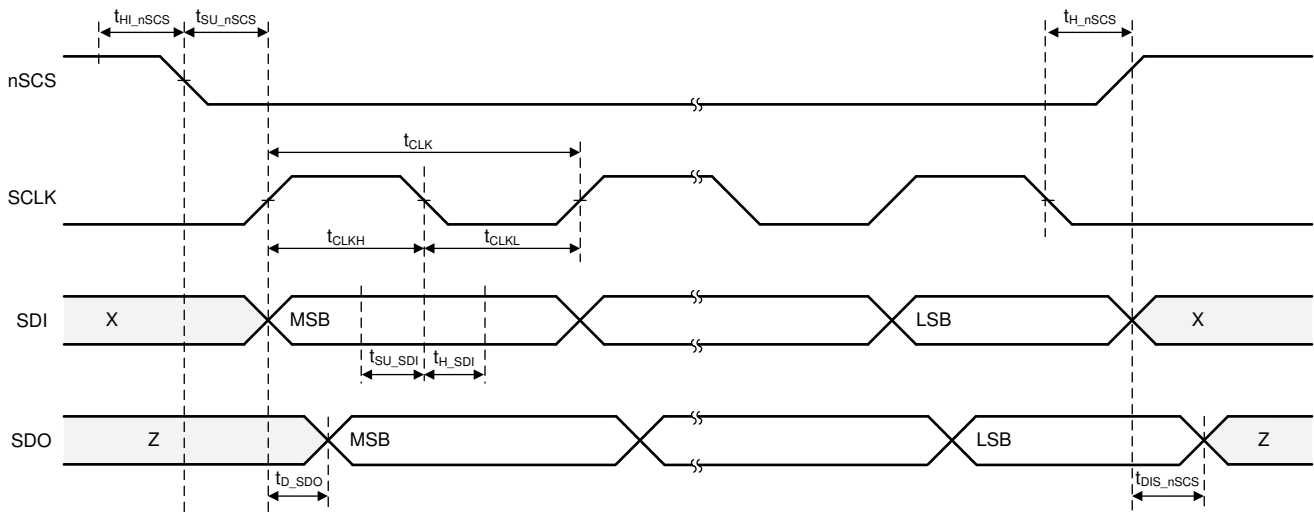 tHI_nSCS tSU_nSCS tH_nSCS
nSCS
tCLK
SCLK
tCLKH tCLKL
SDI X MSB LSB X
tSU_SDI tH_SDI
SDO Z MSB LSB Z
tD_SDO tDIS_nSCS